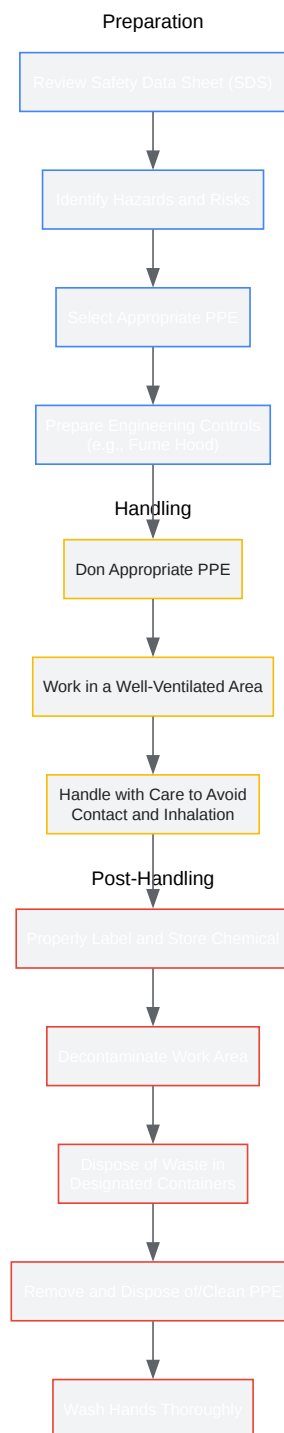 Preparation
Review Safety Data Sheet (SDS)
Identify Hazards and Risks
Select Appropriate PPE
Prepare Engineering Controls
(e.g., Fume Hood)
Handling
Don Appropriate PPE
Work in a Well-Ventilated Area
Handle with Care to Avoid
Contact and Inhalation
Post-Handling
Properly Label and Store Chemical
Decontaminate Work Area
Dispose of Waste in
Designated Containers
Remove and Dispose of/Clean PPE
Wash Hands Thoroughly